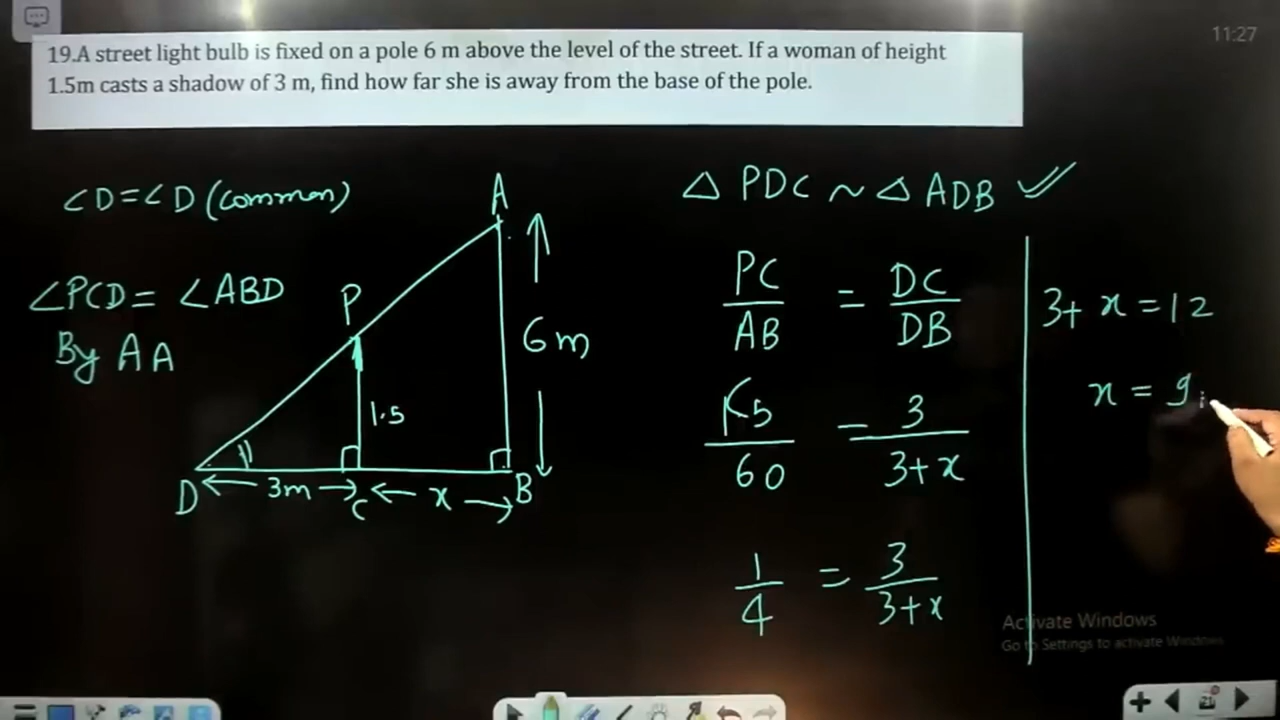 11:27
19.A street light bulb is fixed on a pole 6 m above the level of the street. If a woman of height
1.5m casts a shadow of 3 m, find how far she is away from the base of the pole.
∠D=∠D (common)
∠PCD = ∠ABD
By AA
A
P
6m
1.5
D
3m
C
x
B
△ PDC ~ △ ADB
PC/AB = DC/DB
15/60 = 3/3+x
1/4 = 3/3+x
3+x=12
x = 9
Activate Windows
Go to Settings to activate Windows